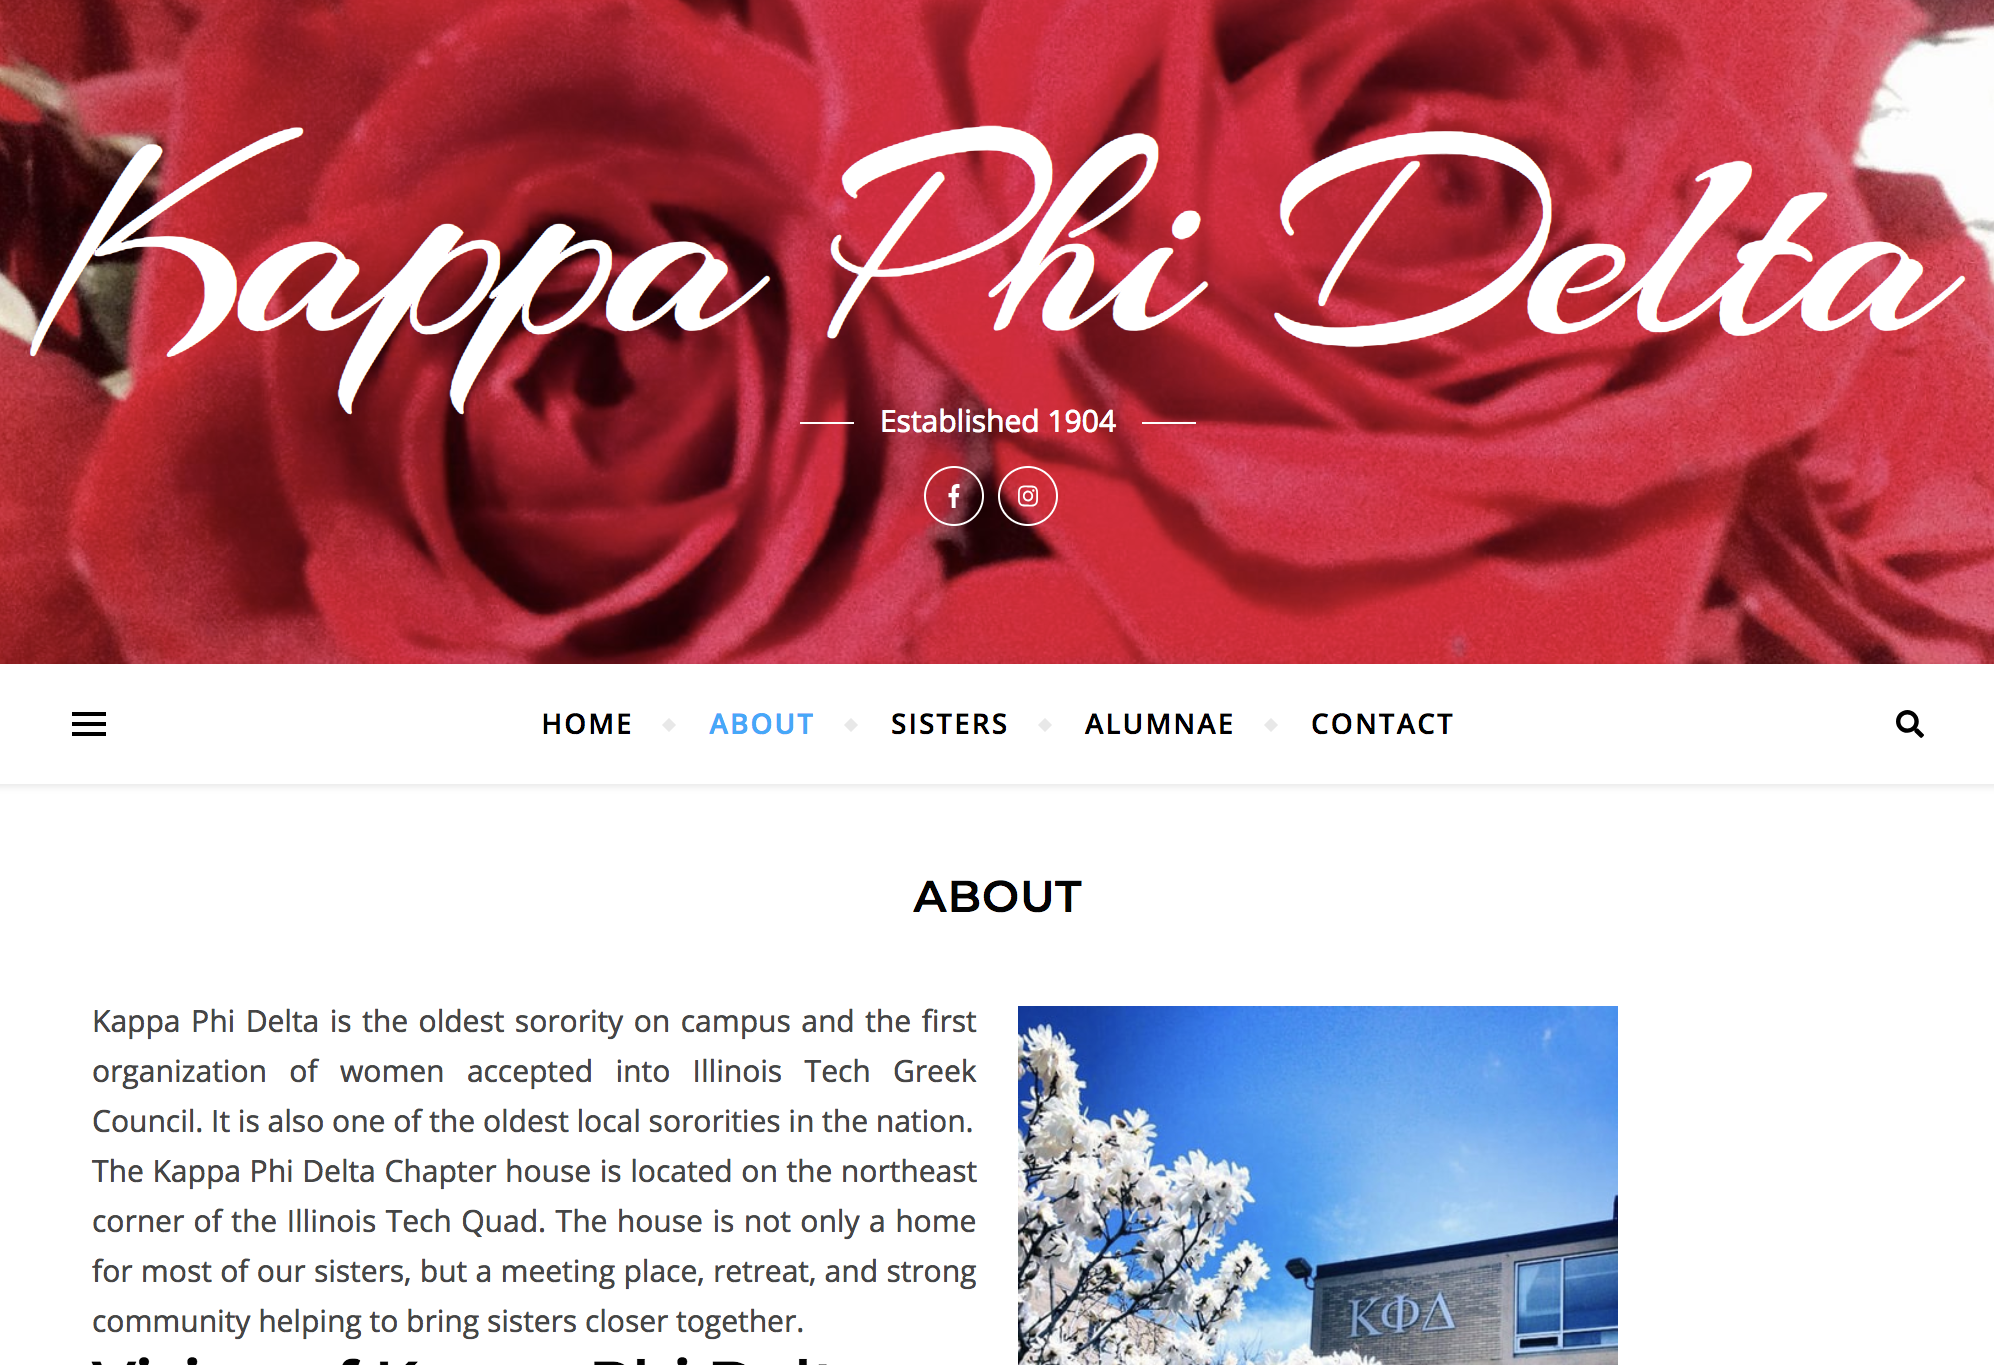 Kappa Phi Delta
Established 1904
HOME ABOUT SISTERS ALUMNAE CONTACT
ABOUT
Kappa Phi Delta is the oldest sorority on campus and the first
organization of women accepted into Illinois Tech Greek
Council. It is also one of the oldest local sororities in the nation.
The Kappa Phi Delta Chapter house is located on the northeast
corner of the Illinois Tech Quad. The house is not only a home
for most of our sisters, but a meeting place, retreat, and strong
community helping to bring sisters closer together.
ΚΦΔ